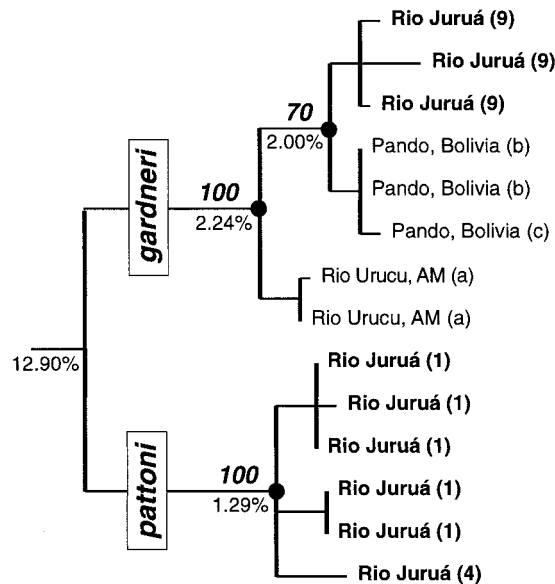 Rio Juruá (9)
Rio Juruá (9)
Rio Juruá (9)
70
2.00%
Pando, Bolivia (b)
Pando, Bolivia (b)
Pando, Bolivia (c)
gardneri
100
2.24%
Rio Urucu, AM (a)
Rio Urucu, AM (a)
12.90%
Rio Juruá (1)
Rio Juruá (1)
Rio Juruá (1)
pattoni
100
1.29%
Rio Juruá (1)
Rio Juruá (1)
Rio Juruá (4)